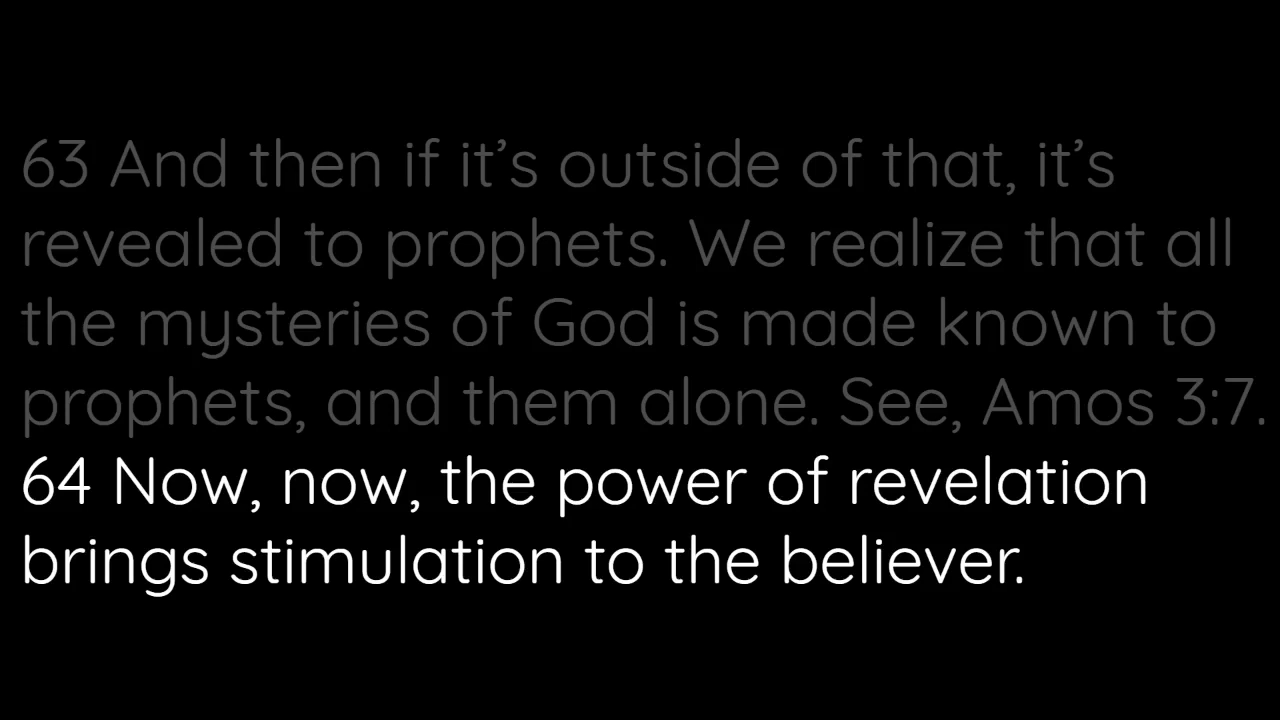 63 And then if it’s outside of that, it’s
revealed to prophets. We realize that all
the mysteries of God is made known to
prophets, and them alone. See, Amos 3:7.
64 Now, now, the power of revelation
brings stimulation to the believer.